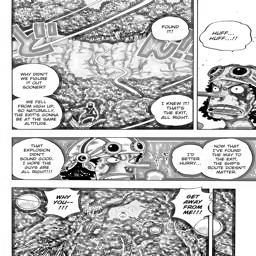 FOUND
IT!
HUFF...
HUFF...!!
WHY DIDN'T
WE FIGURE
IT OUT
SOONER?
WE FELL
FROM HIGH UP,
SO NATURALLY,
THE EXIT'S GONNA
BE AT THE SAME
ALTITUDE.
I KNEW IT!
THAT'S
THE EXIT,
ALL RIGHT.
THAT
EXPLOSION
DIDN'T
SOUND GOOD.
I HOPE
THE GUYS
ARE ALL
RIGHT!!!
I'D
BETTER
HURRY...
NOW THAT
I'VE FOUND
THE WAY TO
THE EXIT,
THE SHIP'S
ROUTE DOESN'T
MATTER.
WHY
YOU--
!!!
GET
AWAY FROM
ME!!!